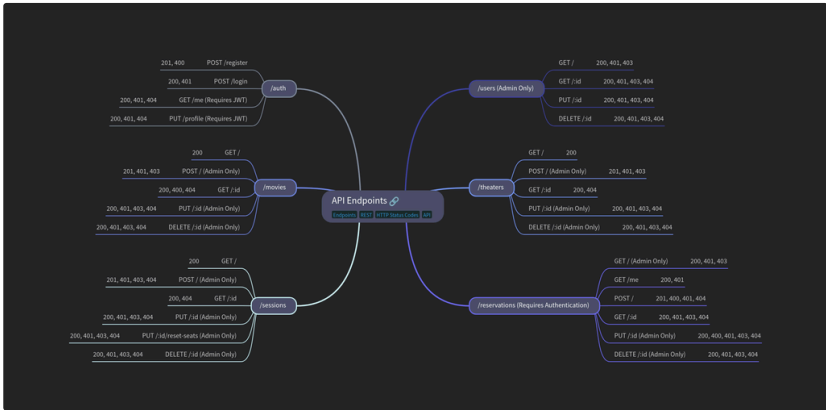 API Endpoints
Endpoints REST HTTP Status Codes API
/auth
201, 400 POST /register
200, 401 POST /login
200, 401, 404 GET /me (Requires JWT)
200, 401, 404 PUT /profile (Requires JWT)
/movies
200 GET /
201, 401, 403 POST / (Admin Only)
200, 400, 404 GET /:id
200, 401, 403, 404 PUT /:id (Admin Only)
200, 401, 403, 404 DELETE /:id (Admin Only)
/sessions
200 GET /
201, 401, 403, 404 POST / (Admin Only)
200, 404 GET /:id
200, 401, 403, 404 PUT /:id (Admin Only)
200, 401, 403, 404 PUT /:id/reset-seats (Admin Only)
200, 401, 403, 404 DELETE /:id (Admin Only)
/users (Admin Only)
GET / 200, 401, 403
GET /:id 200, 401, 403, 404
PUT /:id 200, 401, 403, 404
DELETE /:id 200, 401, 403, 404
/theaters
GET / 200
POST / (Admin Only) 201, 401, 403
GET /:id 200, 404
PUT /:id (Admin Only) 200, 401, 403, 404
DELETE /:id (Admin Only) 200, 401, 403, 404
/reservations (Requires Authentication)
GET / (Admin Only) 200, 401, 403
GET /me 200, 401
POST / 201, 400, 401, 404
GET /:id 200, 401, 403, 404
PUT /:id (Admin Only) 200, 400, 401, 403, 404
DELETE /:id (Admin Only) 200, 401, 403, 404